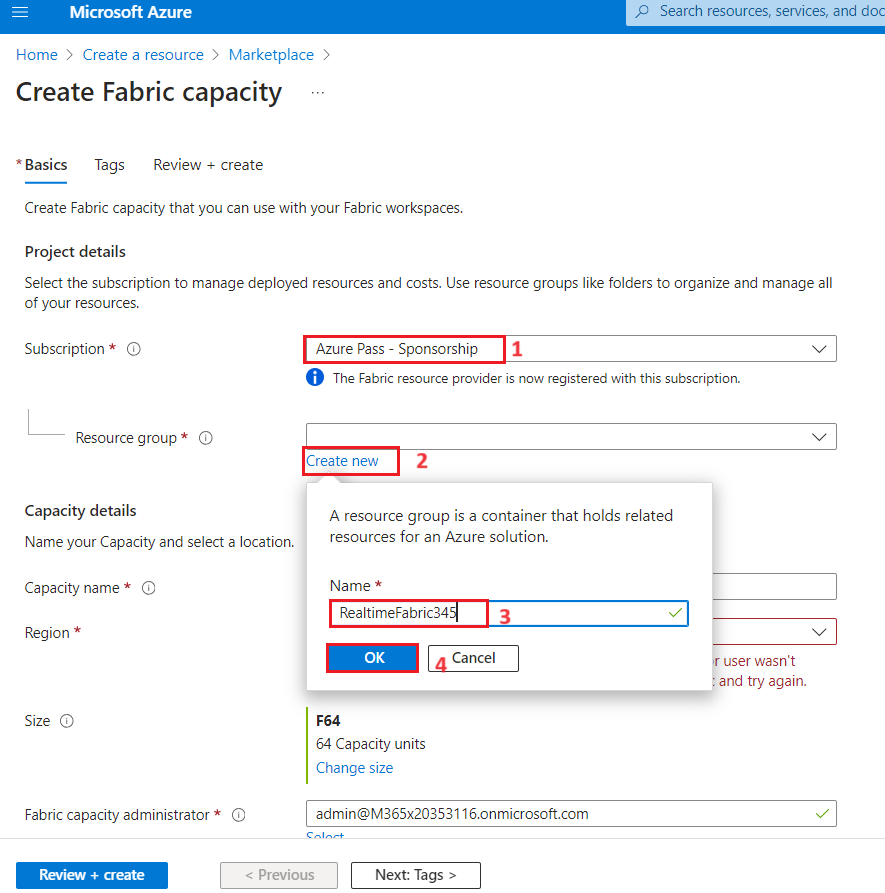 Microsoft Azure
Search resources, services, and doc
Home > Create a resource > Marketplace >
Create Fabric capacity ...
* Basics Tags Review + create
Create Fabric capacity that you can use with your Fabric workspaces.
Project details
Select the subscription to manage deployed resources and costs. Use resource groups like folders to organize and manage all
of your resources.
Subscription * Azure Pass - Sponsorship 1
The Fabric resource provider is now registered with this subscription.
Resource group *
Create new 2
A resource group is a container that holds related
resources for an Azure solution.
Name *
RealtimeFabric345 3
OK 4 Cancel
Capacity details
Name your Capacity and select a location.
Capacity name *
Region *
r user wasn't
and try again.
Size F64
64 Capacity units
Change size
Fabric capacity administrator * admin@M365x20353116.onmicrosoft.com
Select
Review + create < Previous Next: Tags >